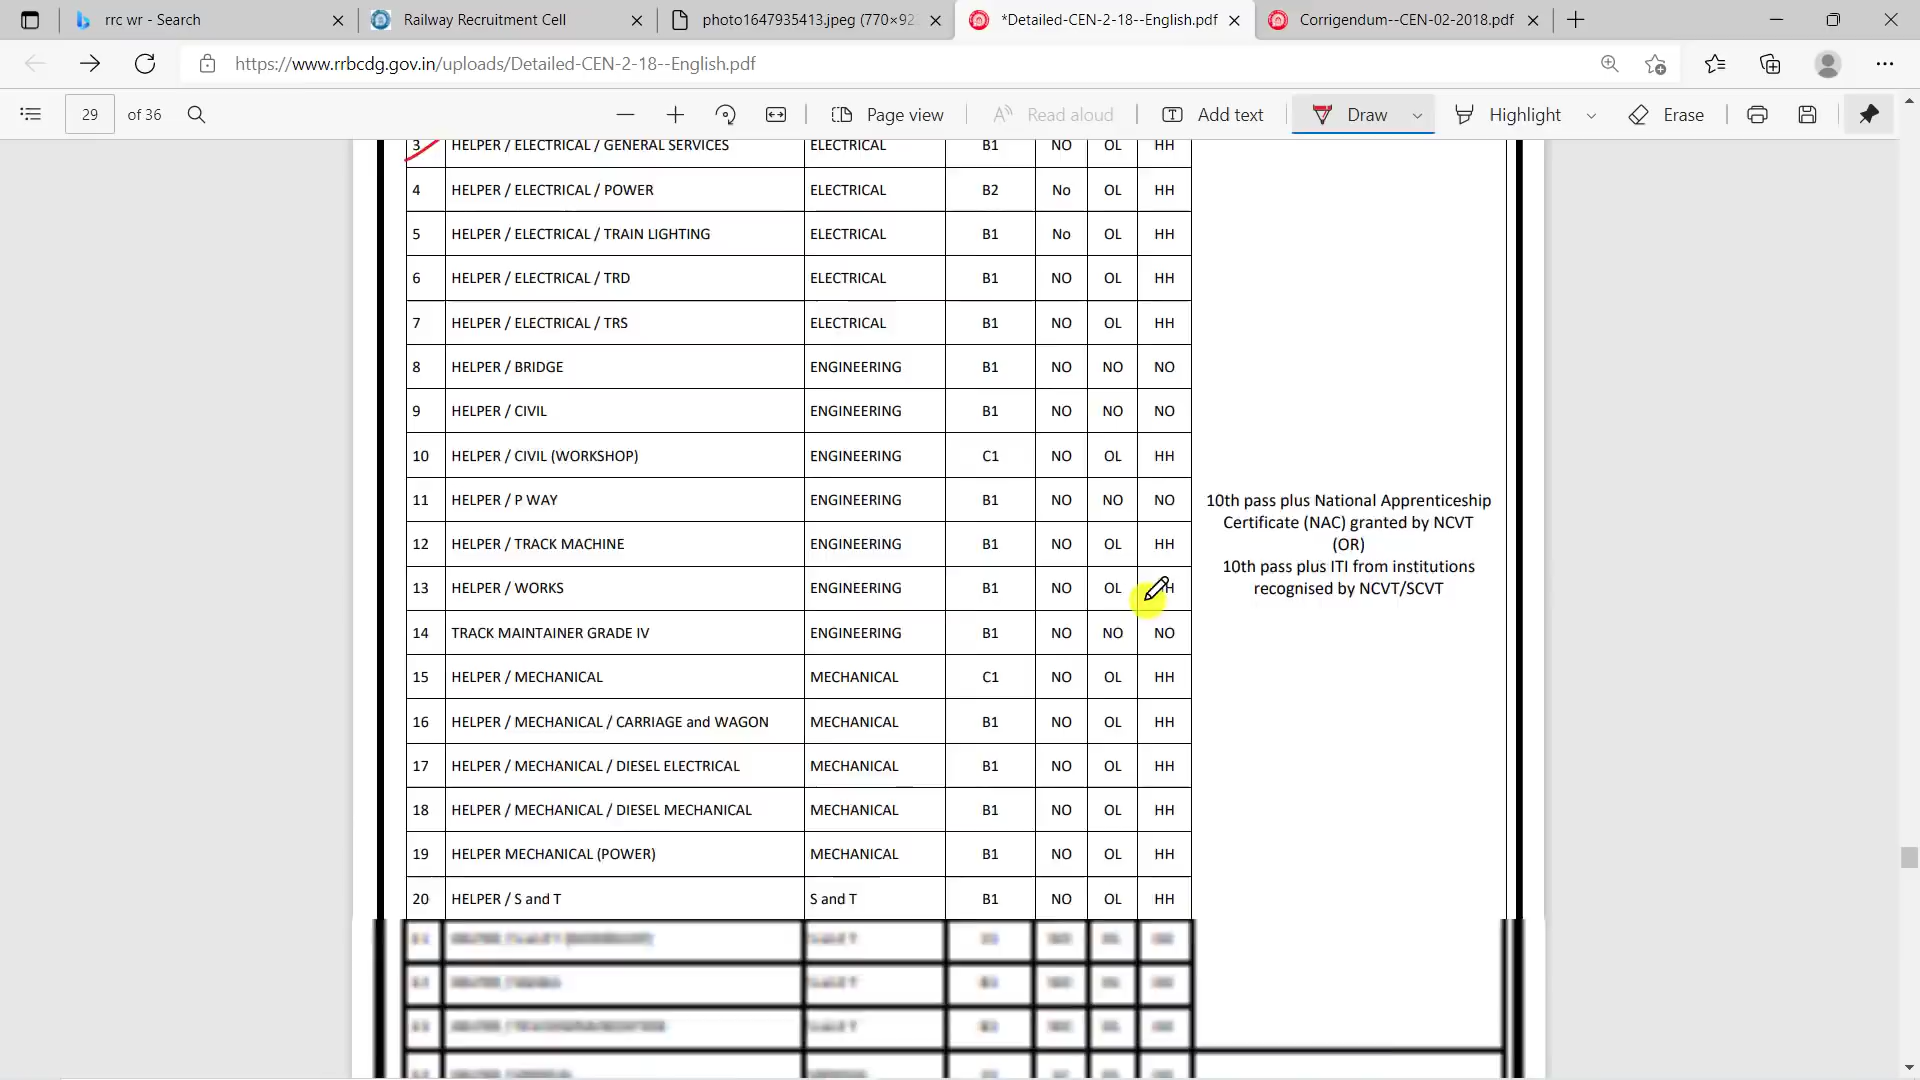 rrc wr - Search
Railway Recruitment Cell
photo1647935413.jpeg (770×92
*Detailed-CEN-2-18--English.pdf
Corrigendum--CEN-02-2018.pdf
https://www.rrbcdg.gov.in/uploads/Detailed-CEN-2-18--English.pdf
29 of 36
Page view
Read aloud
Add text
Draw
Highlight
Erase
3 HELPER / ELECTRICAL / GENERAL SERVICES ELECTRICAL B1 NO OL HH
4 HELPER / ELECTRICAL / POWER ELECTRICAL B2 No OL HH
5 HELPER / ELECTRICAL / TRAIN LIGHTING ELECTRICAL B1 No OL HH
6 HELPER / ELECTRICAL / TRD ELECTRICAL B1 NO OL HH
7 HELPER / ELECTRICAL / TRS ELECTRICAL B1 NO OL HH
8 HELPER / BRIDGE ENGINEERING B1 NO NO NO
9 HELPER / CIVIL ENGINEERING B1 NO NO NO
10 HELPER / CIVIL (WORKSHOP) ENGINEERING C1 NO OL HH
11 HELPER / P WAY ENGINEERING B1 NO NO NO
12 HELPER / TRACK MACHINE ENGINEERING B1 NO OL HH
13 HELPER / WORKS ENGINEERING B1 NO OL
14 TRACK MAINTAINER GRADE IV ENGINEERING B1 NO NO NO
15 HELPER / MECHANICAL MECHANICAL C1 NO OL HH
16 HELPER / MECHANICAL / CARRIAGE and WAGON MECHANICAL B1 NO OL HH
17 HELPER / MECHANICAL / DIESEL ELECTRICAL MECHANICAL B1 NO OL HH
18 HELPER / MECHANICAL / DIESEL MECHANICAL MECHANICAL B1 NO OL HH
19 HELPER MECHANICAL (POWER) MECHANICAL B1 NO OL HH
20 HELPER / S and T S and T B1 NO OL HH
10th pass plus National Apprenticeship
Certificate (NAC) granted by NCVT
(OR)
10th pass plus ITI from institutions
recognised by NCVT/SCVT